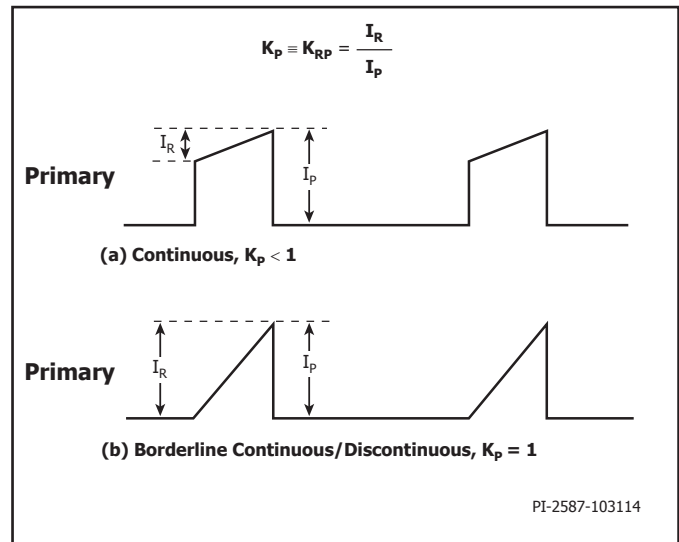 K_P ≡ K_RP = I_R / I_P
I_R
I_P
Primary
(a) Continuous, K_P < 1
I_R
I_P
Primary
(b) Borderline Continuous/Discontinuous, K_P = 1
PI-2587-103114